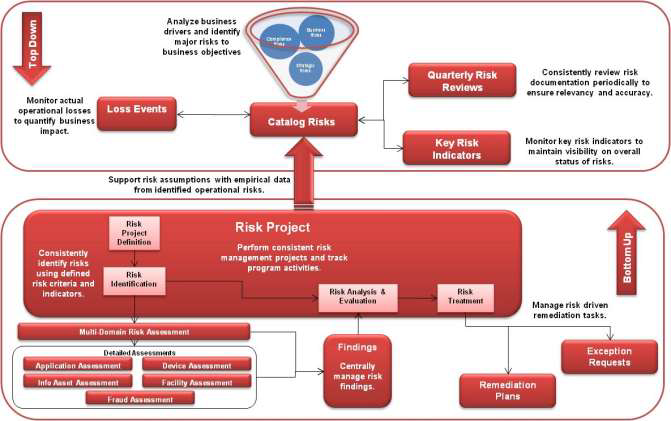 Top Down
Analyze business
drivers and identify
major risks to
business objectives
Compliance
Risks
Business
Risks
Strategic
Risks
Monitor actual
operational losses
to quantify business
impact.
Loss Events
Catalog Risks
Quarterly Risk
Reviews
Consistently review risk
documentation periodically to
ensure relevancy and accuracy.
Key Risk
Indicators
Monitor key risk indicators to
maintain visibility on overall
status of risks.
Support risk assumptions with empirical data
from identified operational risks.
Risk Project
Perform consistent risk
management projects and track
program activities.
Risk
Project
Definition
Consistently
identify risks
using defined
risk criteria and
indicators.
Risk
Identification
Risk Analysis &
Evaluation
Risk
Treatment
Bottom Up
Manage risk driven
remediation tasks.
Multi-Domain Risk Assessment
Detailed Assessments
Application Assessment
Device Assessment
Info Asset Assessment
Facility Assessment
Fraud Assessment
Findings
Centrally
manage risk
findings.
Remediation
Plans
Exception
Requests